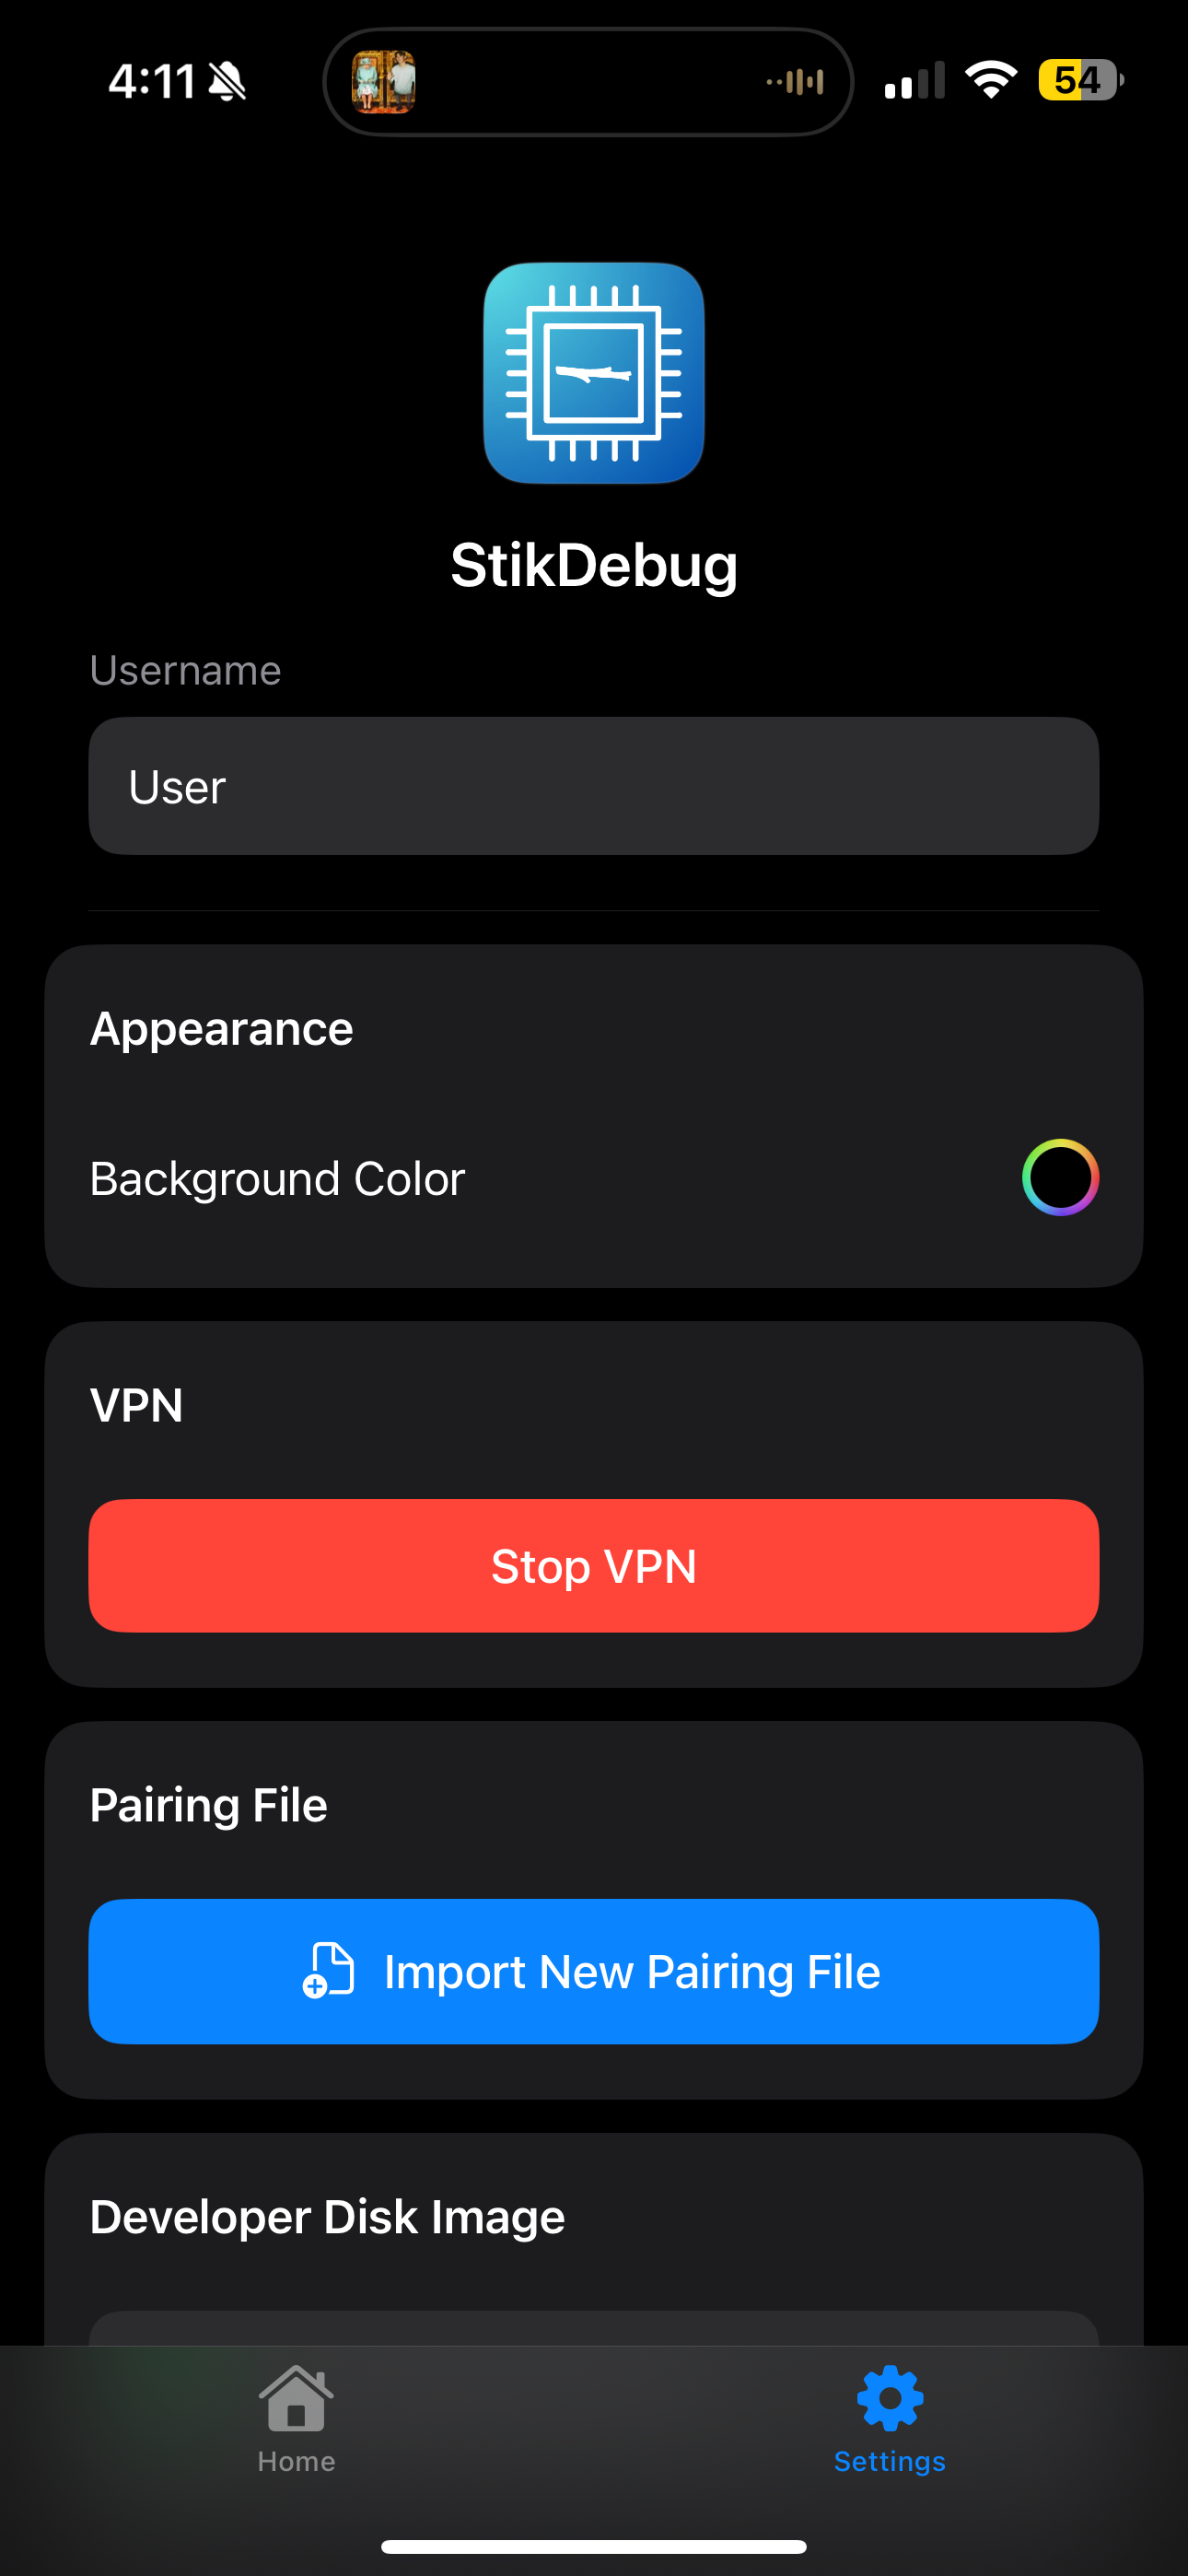 4:11
54
StikDebug
Username
User
Appearance
Background Color
VPN
Stop VPN
Pairing File
Import New Pairing File
Developer Disk Image
Home
Settings